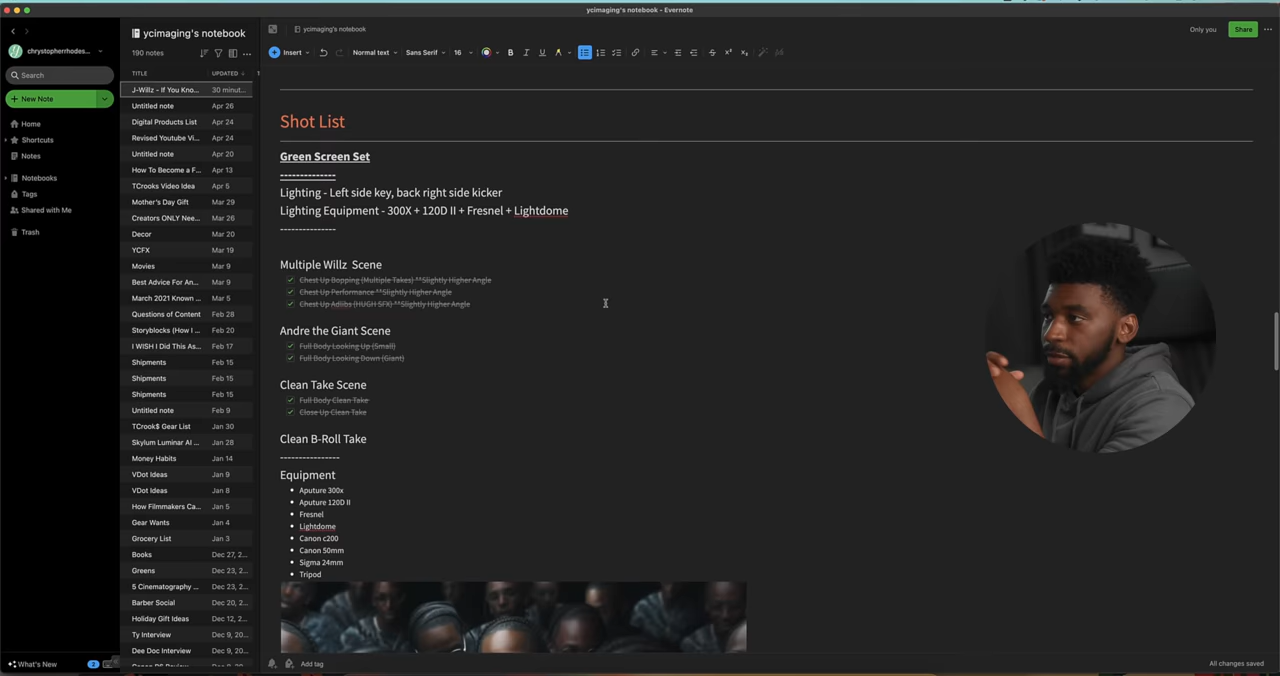 ycimaging's notebook - Evernote
chrystopherrhodes...
Search
New Note
Home
Shortcuts
Notes
Notebooks
Tags
Shared with Me
Trash
What's New
2
ycimaging's notebook
190 notes
TITLE
UPDATED
J-Willz - If You Kno...
30 minut...
Untitled note
Apr 26
Digital Products List
Apr 24
Revised Youtube Vi...
Apr 24
Untitled note
Apr 20
How To Become a F...
Apr 13
TCrooks Video Idea
Apr 5
Mother's Day Gift
Mar 29
Creators ONLY Nee...
Mar 26
Decor
Mar 20
YCFX
Mar 19
Movies
Mar 9
Best Advice For An...
Mar 9
March 2021 Known ...
Mar 5
Questions of Content
Feb 28
Storyblocks (How I ...
Feb 20
I WISH I Did This As...
Feb 17
Shipments
Feb 15
Shipments
Feb 15
Shipments
Feb 15
Untitled note
Feb 9
TCrook$ Gear List
Jan 30
Skylum Luminar AI ...
Jan 28
Money Habits
Jan 14
VDot Ideas
Jan 9
VDot Ideas
Jan 8
How Filmmakers Ca...
Jan 5
Gear Wants
Jan 4
Grocery List
Jan 3
Books
Dec 27, 2...
Greens
Dec 23, 2...
5 Cinematography ...
Dec 23, 2...
Barber Social
Dec 20, 2...
Holiday Gift Ideas
Dec 12, 2...
Ty Interview
Dec 9, 20...
Dee Doc Interview
Dec 9, 20...
ycimaging's notebook
Only you
Share
Insert
Normal text
Sans Serif
16
Shot List
Green Screen Set
--------------
Lighting - Left side key, back right side kicker
Lighting Equipment - 300X + 120D II + Fresnel + Lightdome
--------------
Multiple Willz Scene
Chest Up Bopping (Multiple Takes) **Slightly Higher Angle
Chest Up Performance **Slightly Higher Angle
Chest Up Adlibs (HUGH SFX) **Slightly Higher Angle
Andre the Giant Scene
Full Body Looking Up (Small)
Full Body Looking Down (Giant)
Clean Take Scene
Full Body Clean Take
Close Up Clean Take
Clean B-Roll Take
---------------
Equipment
Aputure 300x
Aputure 120D II
Fresnel
Lightdome
Canon c200
Canon 50mm
Sigma 24mm
Tripod
Add tag
All changes saved